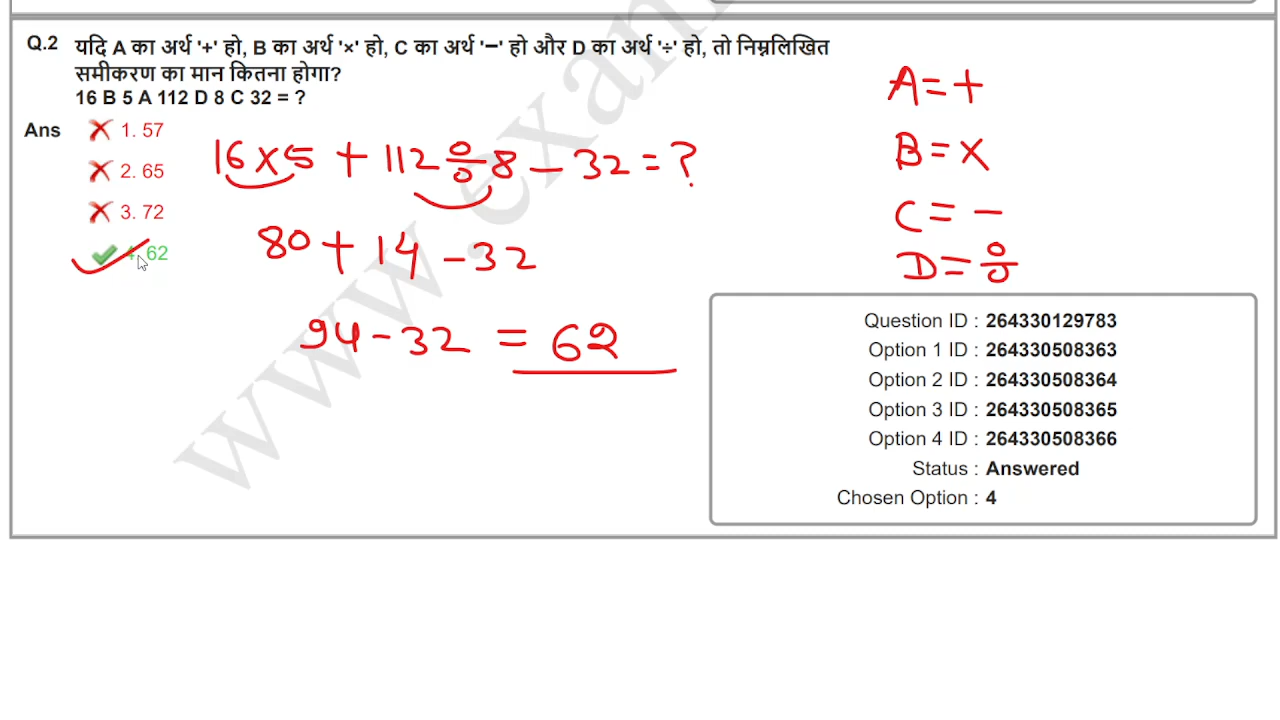 Q.2 यदि A का अर्थ '+' हो, B का अर्थ '×' हो, C का अर्थ '−' हो और D का अर्थ '÷' हो, तो निम्नलिखित
समीकरण का मान कितना होगा?
16 B 5 A 112 D 8 C 32 = ?
Ans 1. 57
2. 65
3. 72
4. 62
16 × 5 + 112 ÷ 8 − 32 = ?
80 + 14 − 32
94 − 32 = 62
A = +
B = ×
C = −
D = ÷
Question ID : 264330129783
Option 1 ID : 264330508363
Option 2 ID : 264330508364
Option 3 ID : 264330508365
Option 4 ID : 264330508366
Status : Answered
Chosen Option : 4
www.exam